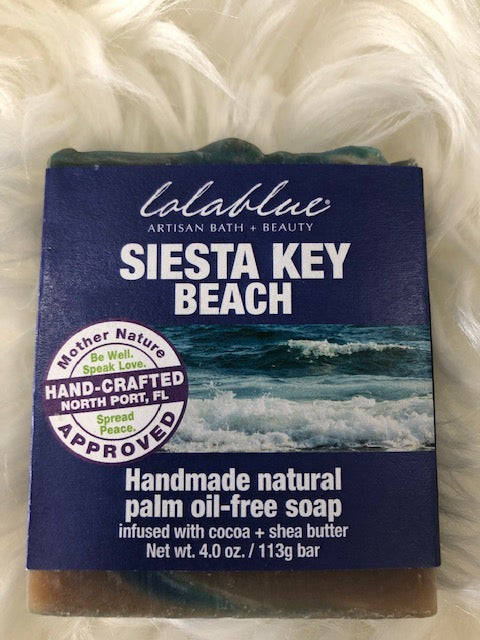 lolablue®
ARTISAN BATH + BEAUTY
SIESTA KEY
BEACH
Mother Nature
Be Well.
Speak Love.
HAND-CRAFTED
NORTH PORT, FL
Spread
Peace.
APPROVED
Handmade natural
palm oil-free soap
infused with cocoa + shea butter
Net wt. 4.0 oz. / 113g bar